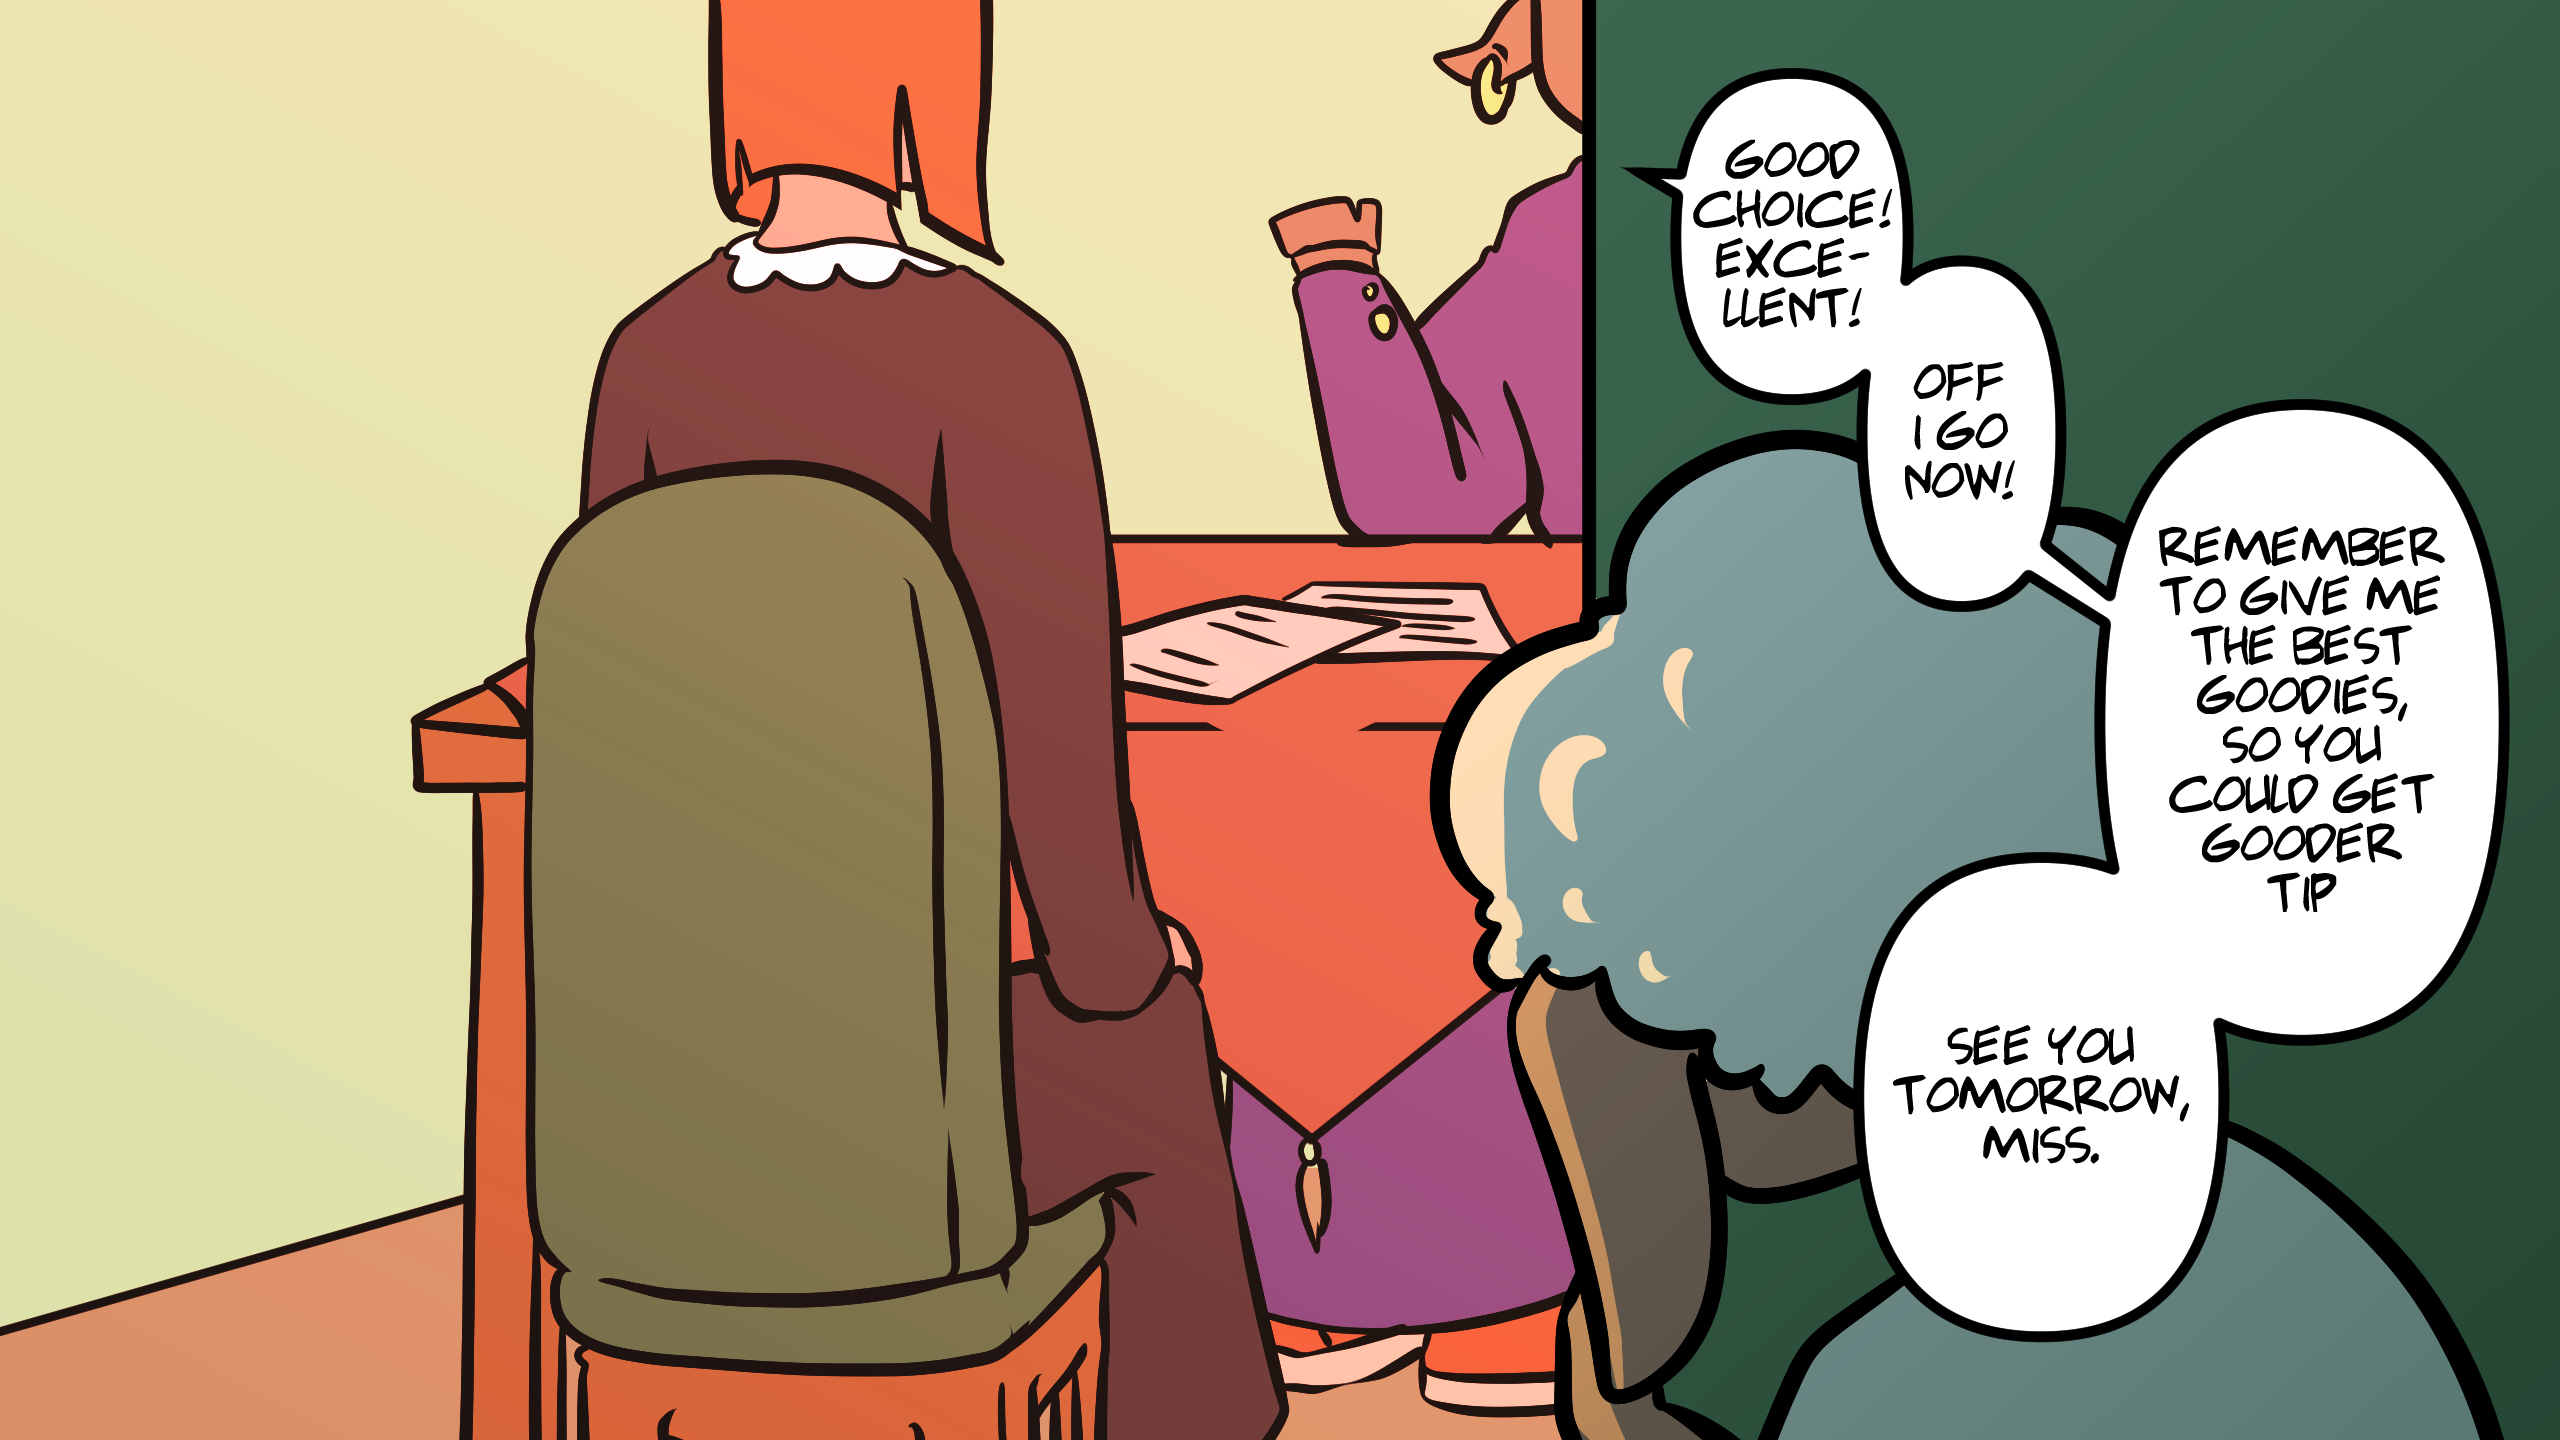 GOOD
CHOICE!
EXCE-
LLENT!
OFF
I GO
NOW!
REMEMBER
TO GIVE ME
THE BEST
GOODIES,
SO YOU
COULD GET
GOODER
TIP
SEE YOU
TOMORROW,
MISS.